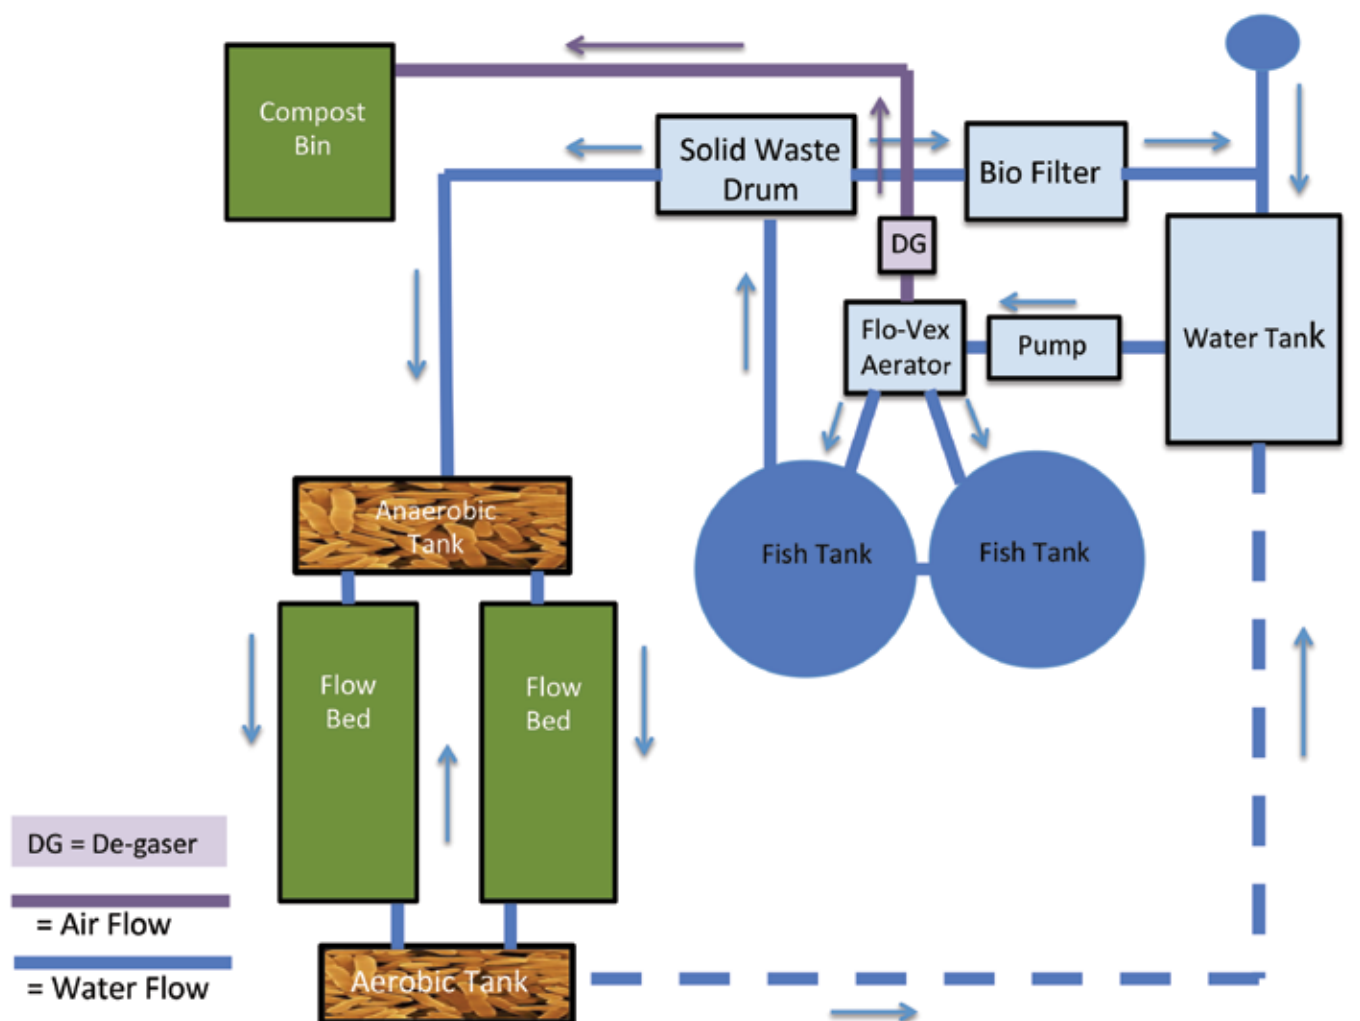 Compost
Bin
Solid Waste
Drum
Bio Filter
DG
Flo-Vex
Aerator
Pump
Water Tank
Anaerobic
Tank
Fish Tank
Fish Tank
Flow
Bed
Flow
Bed
DG = De-gaser
= Air Flow
= Water Flow
Aerobic Tank